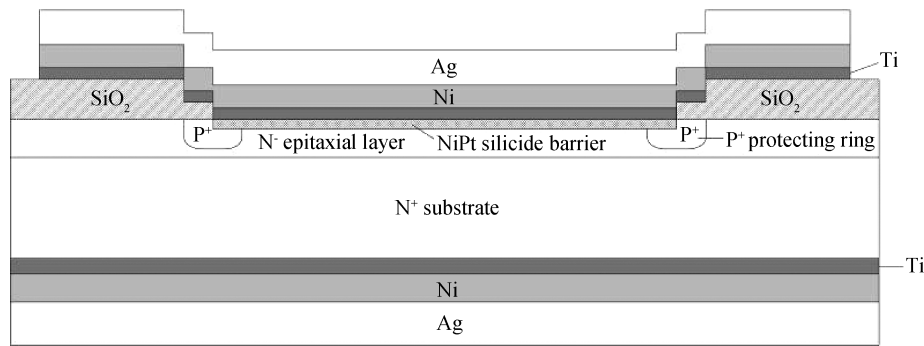 Ag
Ti
Ni
SiO₂
SiO₂
P⁺
N⁻ epitaxial layer
NiPt silicide barrier
P⁺
P⁺ protecting ring
N⁺ substrate
Ti
Ni
Ag